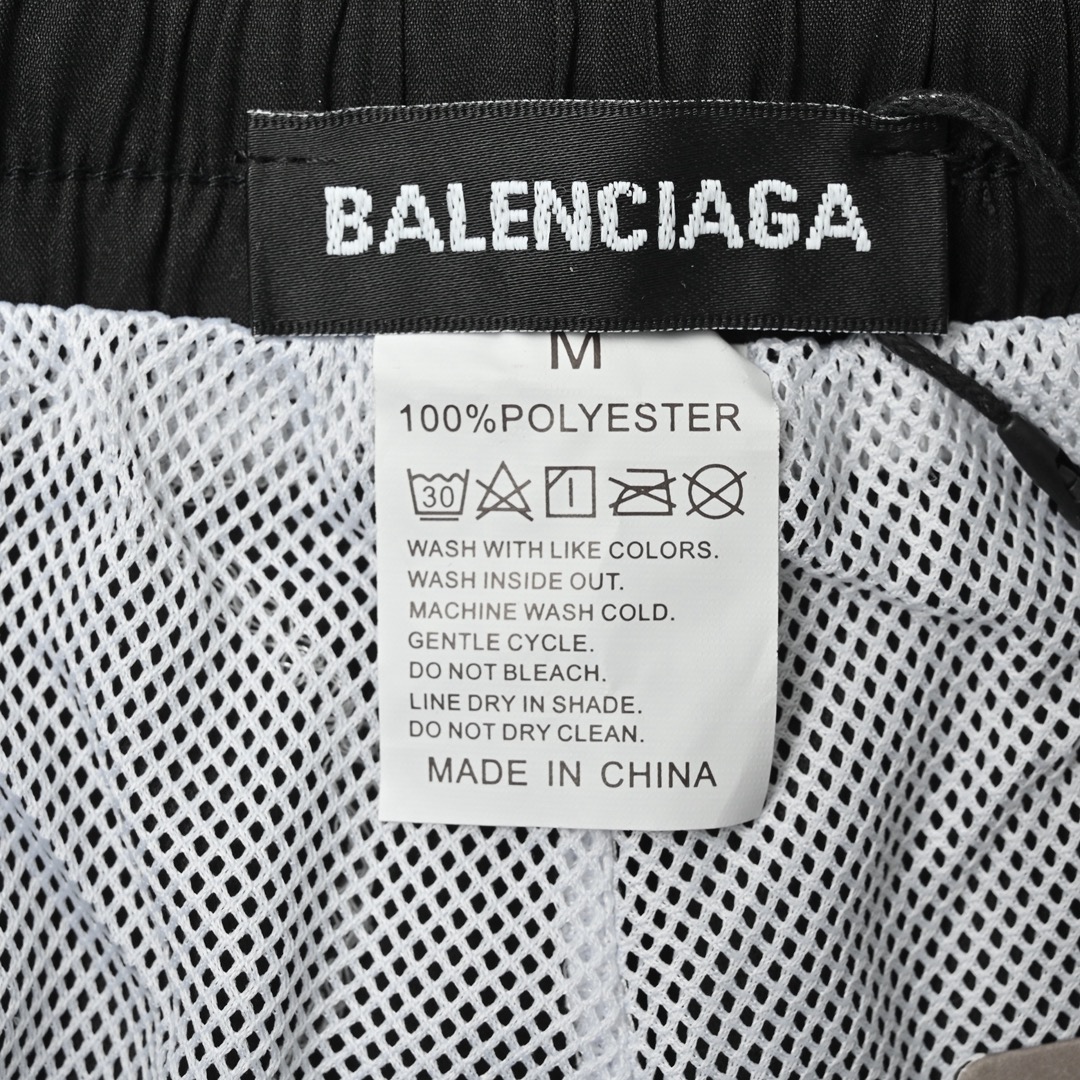 BALENCIAGA
M
100%POLYESTER
30
WASH WITH LIKE COLORS.
WASH INSIDE OUT.
MACHINE WASH COLD.
GENTLE CYCLE.
DO NOT BLEACH.
LINE DRY IN SHADE.
DO NOT DRY CLEAN.
MADE IN CHINA